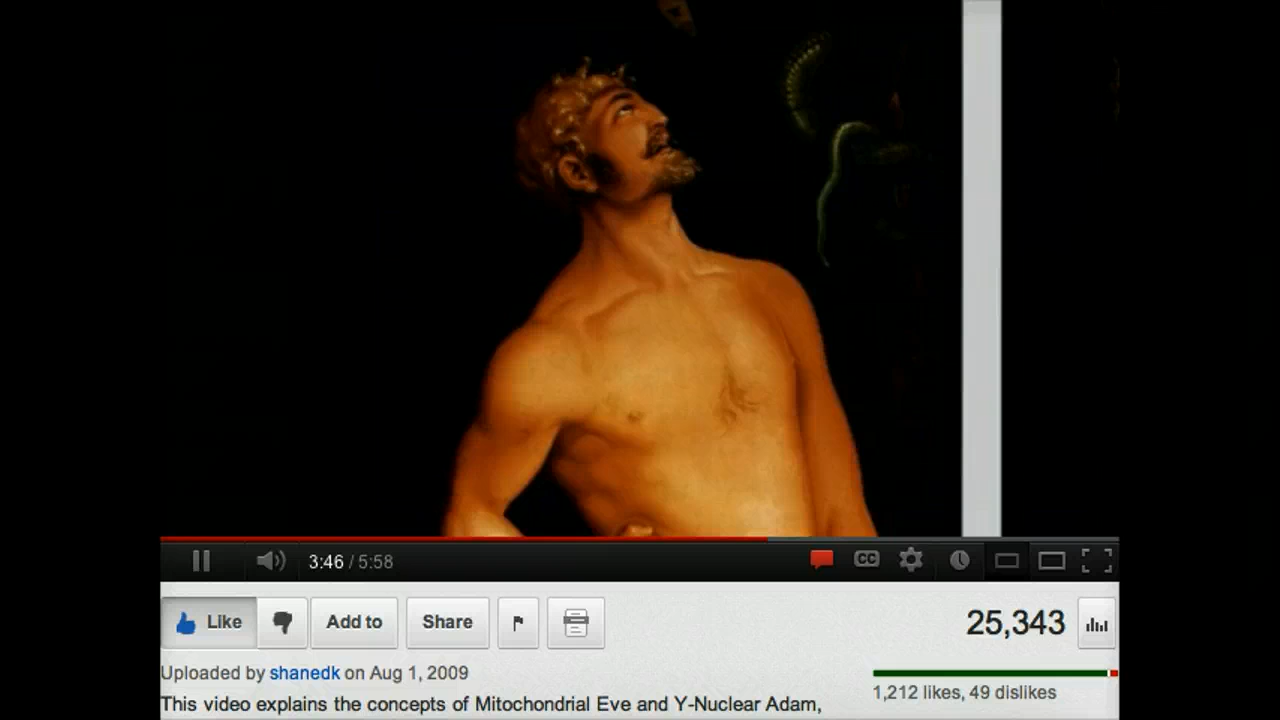 3:46 / 5:58
CC
Like
Add to
Share
25,343
Uploaded by shanedk on Aug 1, 2009
1,212 likes, 49 dislikes
This video explains the concepts of Mitochondrial Eve and Y-Nuclear Adam,